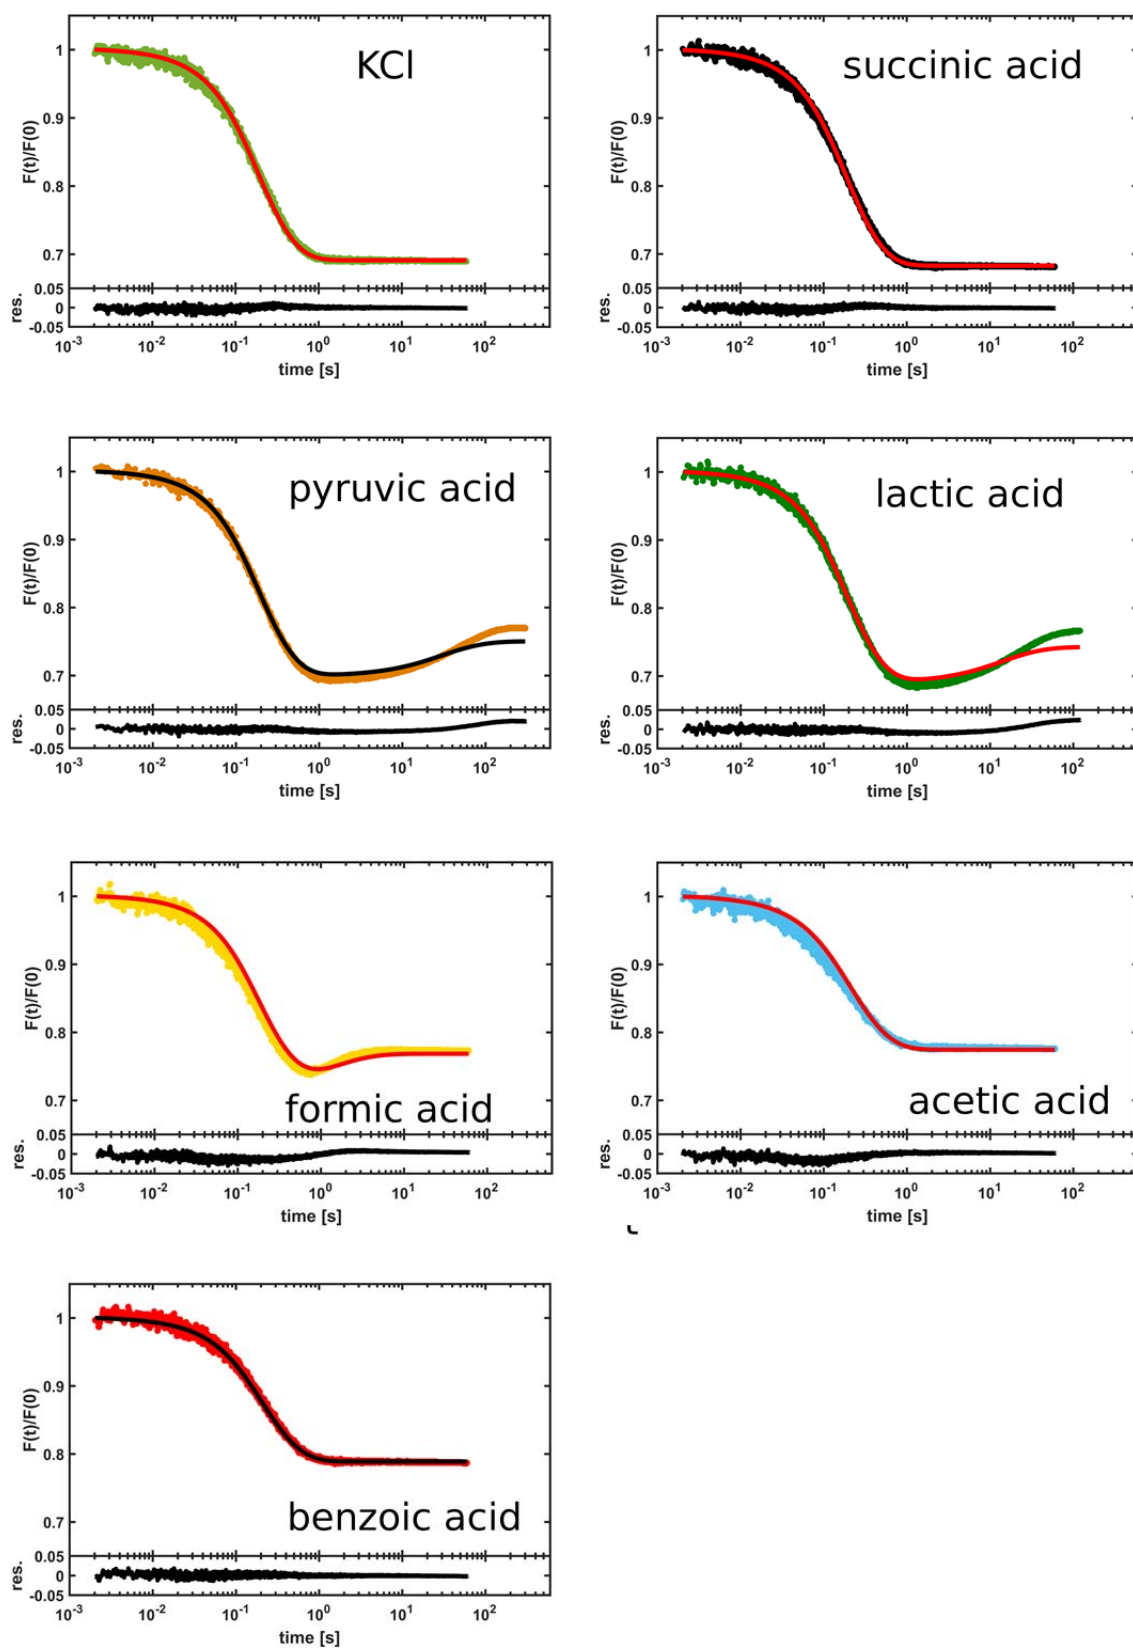 KCl
F(t)/F(0)
1
0.9
0.8
0.7
res.
0.05
0
-0.05
10-3 10-2 10-1 100 101 102
time [s]
succinic acid
F(t)/F(0)
1
0.9
0.8
0.7
res.
0.05
0
-0.05
10-3 10-2 10-1 100 101 102
time [s]
pyruvic acid
F(t)/F(0)
1
0.9
0.8
0.7
res.
0.05
0
-0.05
10-3 10-2 10-1 100 101 102
time [s]
lactic acid
F(t)/F(0)
1
0.9
0.8
0.7
res.
0.05
0
-0.05
10-3 10-2 10-1 100 101 102
time [s]
formic acid
F(t)/F(0)
1
0.9
0.8
0.7
res.
0.05
0
-0.05
10-3 10-2 10-1 100 101 102
time [s]
acetic acid
F(t)/F(0)
1
0.9
0.8
0.7
res.
0.05
0
-0.05
10-3 10-2 10-1 100 101 102
time [s]
benzoic acid
F(t)/F(0)
1
0.9
0.8
0.7
res.
0.05
0
-0.05
10-3 10-2 10-1 100 101 102
time [s]